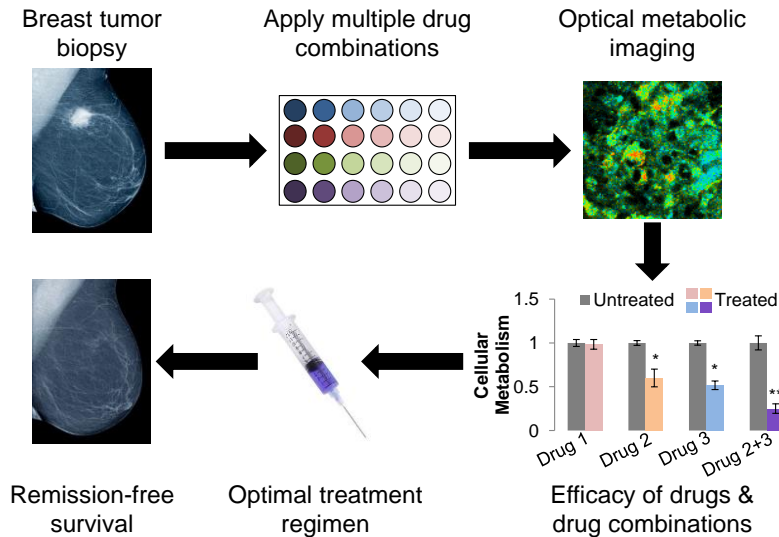 Breast tumor
biopsy
Apply multiple drug
combinations
Optical metabolic
imaging
Cellular
Metabolism
1.5
1
0.5
0
Untreated
Treated
*
*
**
Drug 1
Drug 2
Drug 3
Drug 2+3
Remission-free
survival
Optimal treatment
regimen
Efficacy of drugs &
drug combinations